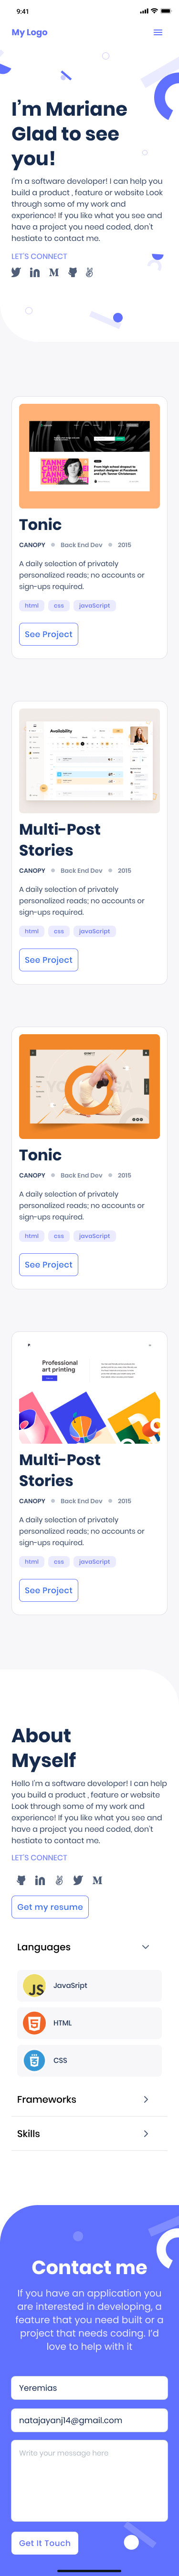 9:41
My Logo
I'm Mariane
Glad to see
you!
I'm a software developer! I can help you
build a product , feature or website Look
through some of my work and
experience! If you like what you see and
have a project you need coded, don't
hestiate to contact me.
LET'S CONNECT
Tonic
CANOPY Back End Dev 2015
A daily selection of privately
personalized reads; no accounts or
sign-ups required.
html css javaScript
See Project
Availability
Multi-Post
Stories
CANOPY Back End Dev 2015
A daily selection of privately
personalized reads; no accounts or
sign-ups required.
html css javaScript
See Project
Tonic
CANOPY Back End Dev 2015
A daily selection of privately
personalized reads; no accounts or
sign-ups required.
html css javaScript
See Project
Professional
art printing
Multi-Post
Stories
CANOPY Back End Dev 2015
A daily selection of privately
personalized reads; no accounts or
sign-ups required.
html css javaScript
See Project
About
Myself
Hello I'm a software developer! I can help
you build a product , feature or website
Look through some of my work and
experience! If you like what you see and
have a project you need coded, don't
hestiate to contact me.
LET'S CONNECT
Get my resume
Languages
JS JavaSript
HTML
CSS
Frameworks
Skills
Contact me
If you have an application you
are interested in developing, a
feature that you need built or a
project that needs coding. I'd
love to help with it
Yeremias
natajayanj14@gmail.com
Write your message here
Get It Touch